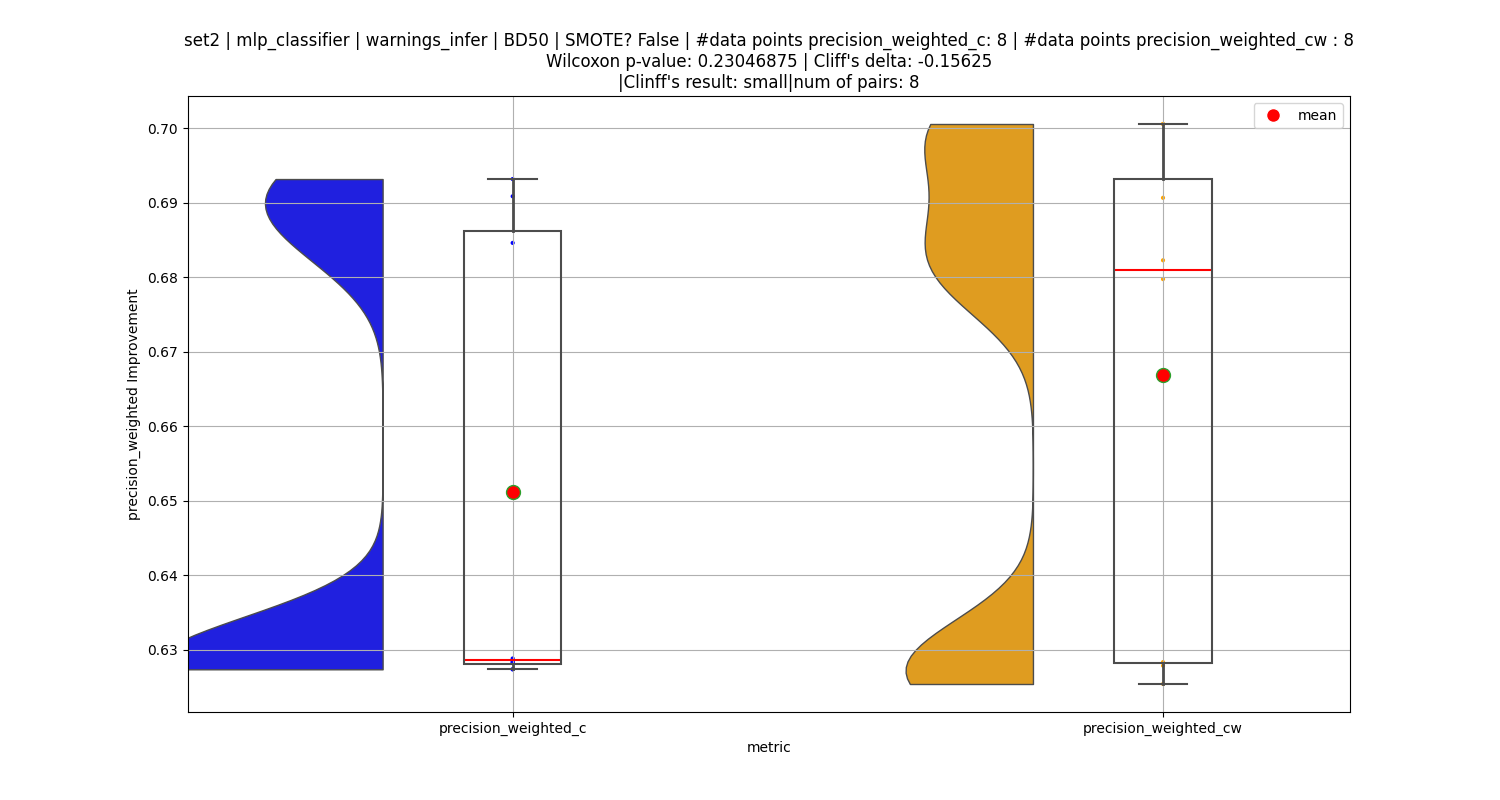 set2 | mlp_classifier | warnings_infer | BD50 | SMOTE? False | #data points precision_weighted_c: 8 | #data points precision_weighted_cw : 8
Wilcoxon p-value: 0.23046875 | Cliff's delta: -0.15625
|Clinff's result: small|num of pairs: 8
mean
0.70
0.69
0.68
0.67
0.66
0.65
0.64
0.63
precision_weighted Improvement
precision_weighted_c
precision_weighted_cw
metric